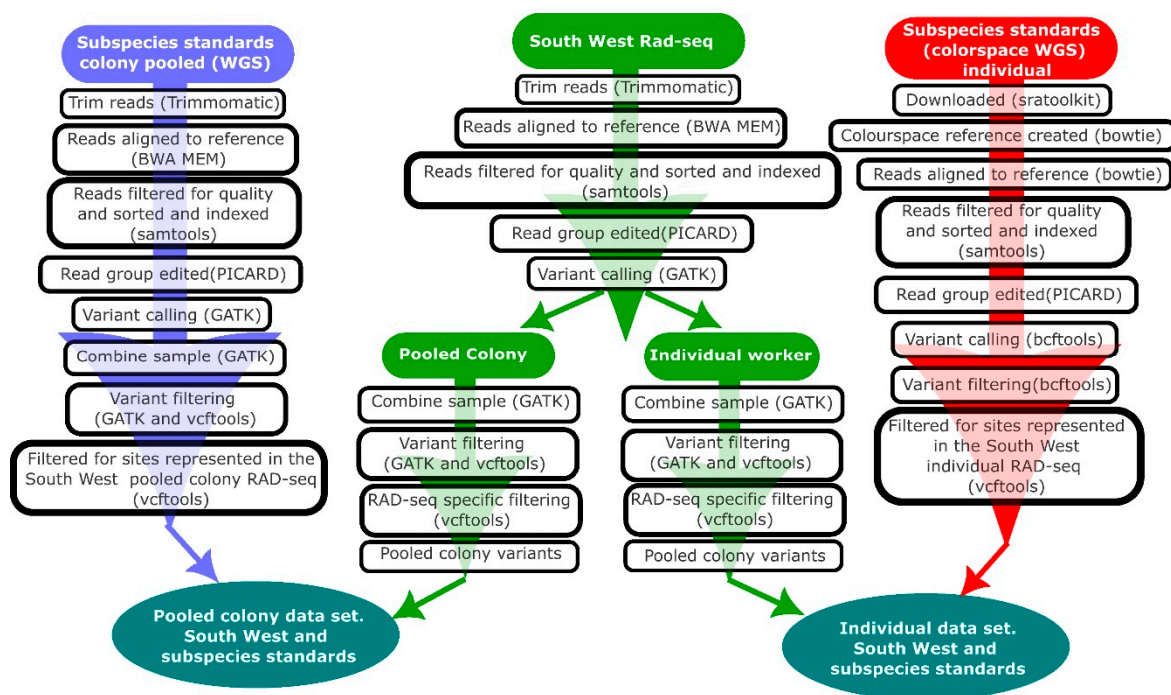 Subspecies standards
colony pooled (WGS)
Trim reads (Trimmomatic)
Reads aligned to reference
(BWA MEM)
Reads filtered for quality
and sorted and indexed
(samtools)
Read group edited(PICARD)
Variant calling (GATK)
Combine sample (GATK)
Variant filtering
(GATK and vcftools)
Filtered for sites represented in the
South West pooled colony RAD-seq
(vcftools)
South West Rad-seq
Trim reads (Trimmomatic)
Reads aligned to reference (BWA MEM)
Reads filtered for quality and sorted and indexed
(samtools)
Read group edited(PICARD)
Variant calling (GATK)
Pooled Colony
Combine sample (GATK)
Variant filtering
(GATK and vcftools)
RAD-seq specific filtering
(vcftools)
Pooled colony variants
Individual worker
Combine sample (GATK)
Variant filtering
(GATK and vcftools)
RAD-seq specific filtering
(vcftools)
Pooled colony variants
Subspecies standards
(colorspace WGS)
individual
Downloaded (sratoolkit)
Colourspace reference created (bowtie)
Reads aligned to reference (bowtie)
Reads filtered for quality
and sorted and indexed
(samtools)
Read group edited(PICARD)
Variant calling (bcftools)
Variant filtering(bcftools)
Filtered for sites represented
in the South West
individual RAD-seq
(vcftools)
Pooled colony data set.
South West and
subspecies standards
Individual data set.
South West and
subspecies standards